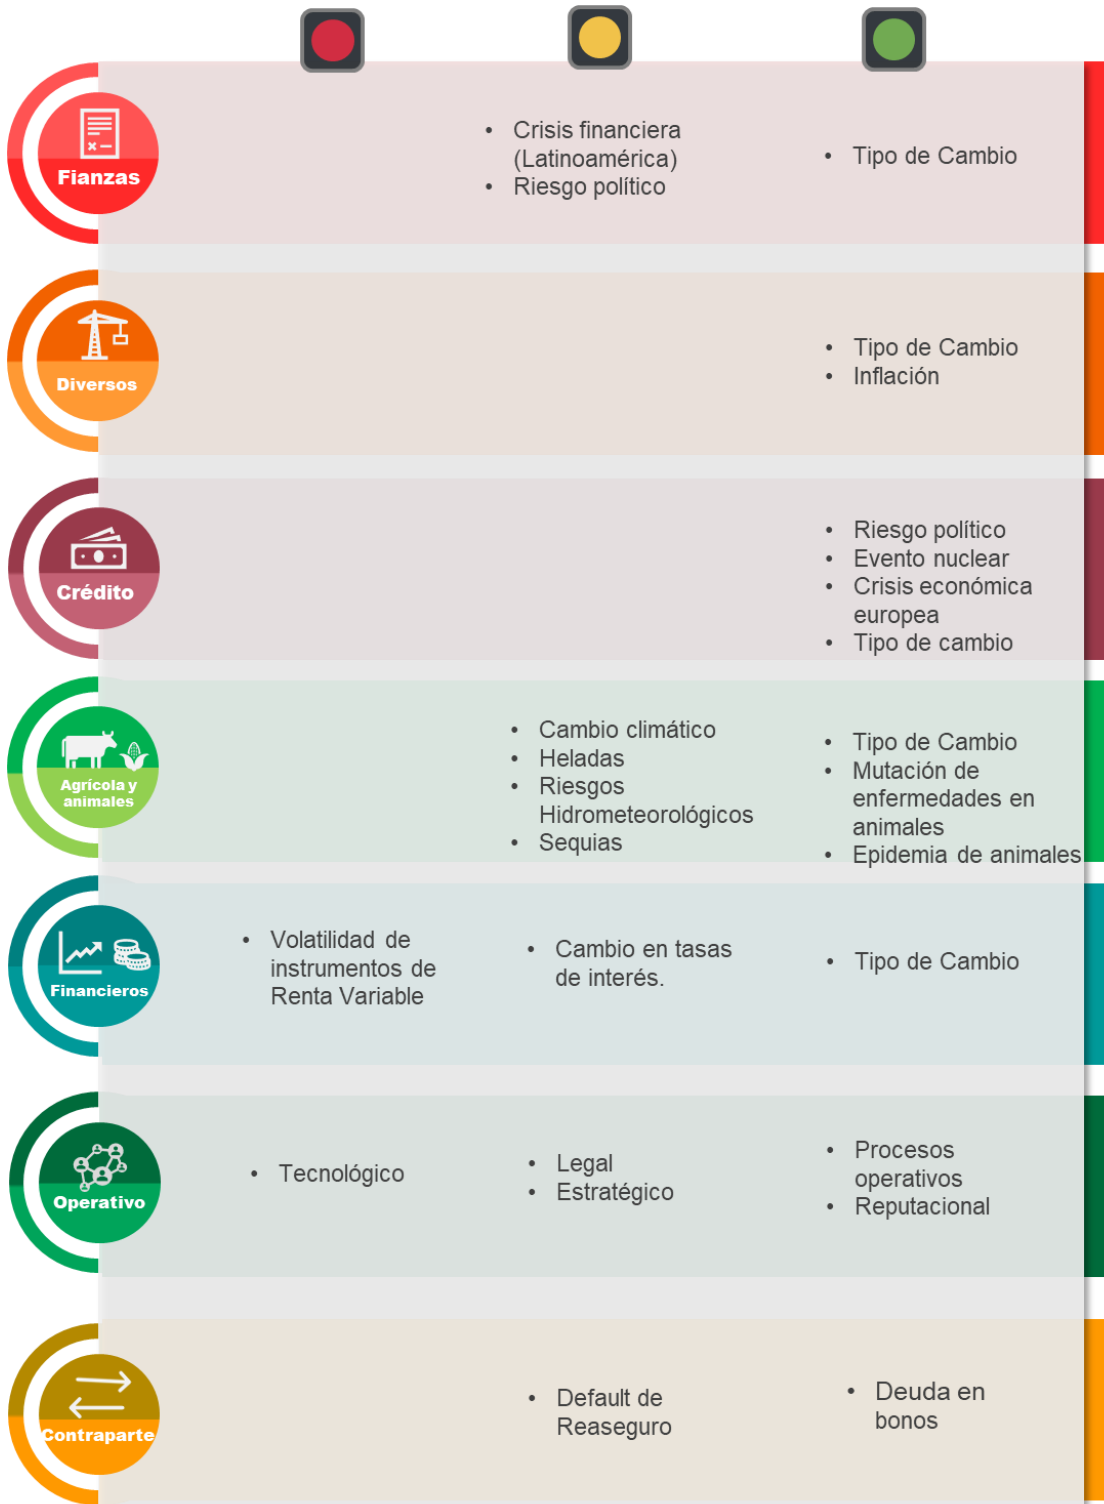 Fianzas
• Crisis financiera
(Latinoamérica)
• Riesgo político
• Tipo de Cambio
Diversos
• Tipo de Cambio
• Inflación
Crédito
• Riesgo político
• Evento nuclear
• Crisis económica
europea
• Tipo de cambio
Agrícola y
animales
• Cambio climático
• Heladas
• Riesgos
Hidrometeorológicos
• Sequias
• Tipo de Cambio
• Mutación de
enfermedades en
animales
• Epidemia de animales
Financieros
• Volatilidad de
instrumentos de
Renta Variable
• Cambio en tasas
de interés.
• Tipo de Cambio
Operativo
• Tecnológico
• Legal
• Estratégico
• Procesos
operativos
• Reputacional
Contraparte
• Default de
Reaseguro
• Deuda en
bonos